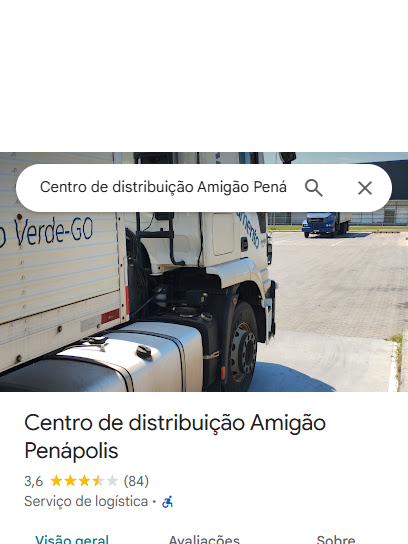 Centro de distribuição Amigão Pená
o Verde-GO
amento
Centro de distribuição Amigão
Penápolis
3,6 (84)
Serviço de logística ·
Visão geral Avaliações Sobre